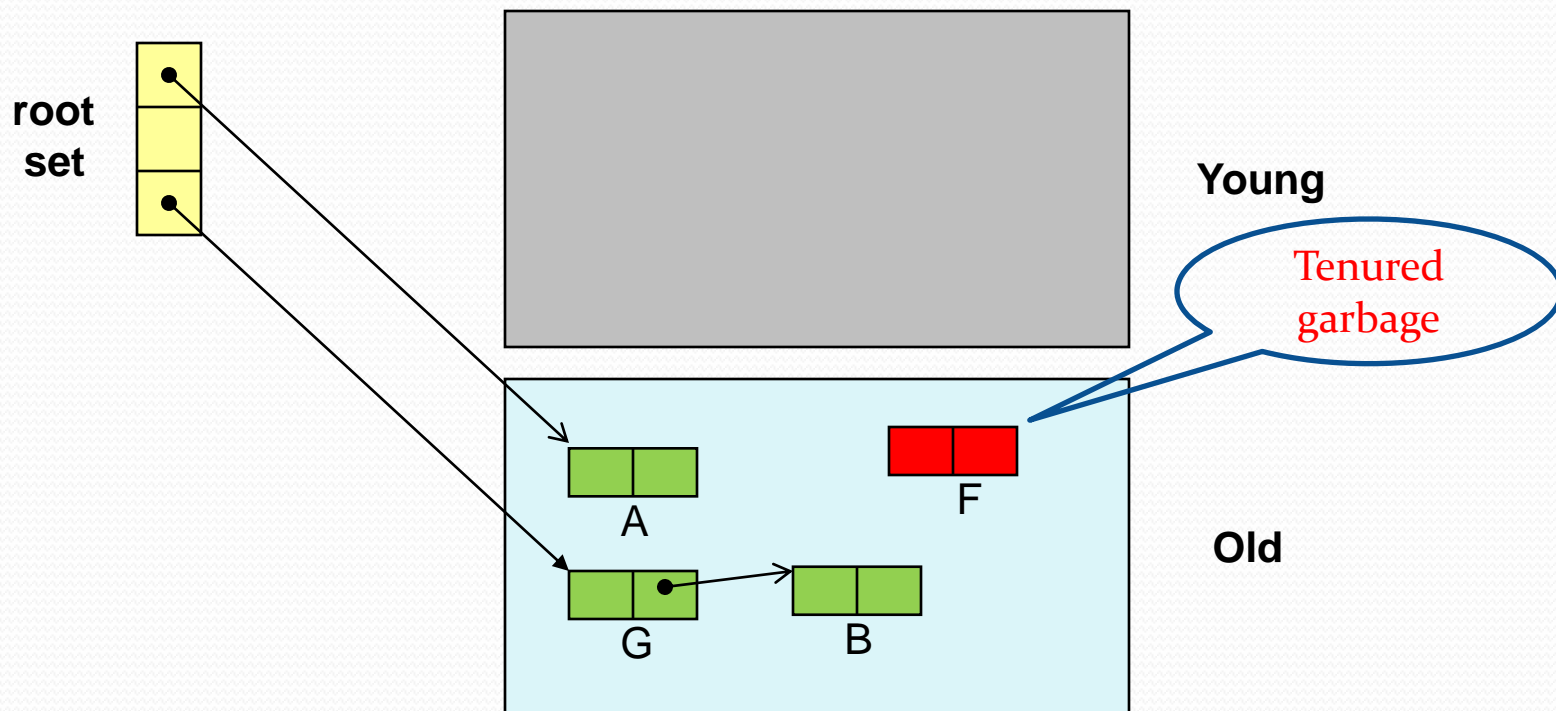 root
set
Young
Tenured
garbage
A
F
Old
G
B